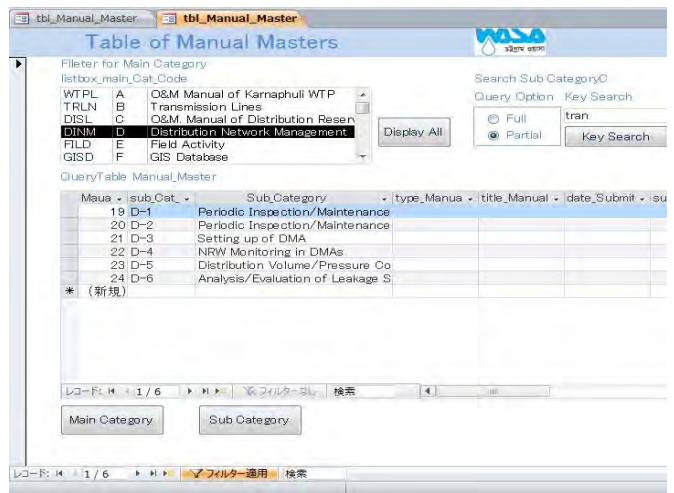 tbl_Manual_Master tbl_Manual_Master
Table of Manual Masters
WASA
চট্টগ্রাম ওয়াসা
Fileter for Main Category
listbox_main_Cat_Code
WTPL A O&M Manual of Karnaphuli WTP
TRLN B Transmission Lines
DISL C O&M. Manual of Distribution Reser
DINM D Distribution Network Management
FILD E Field Activity
GISD F GIS Database
Display All
Search Sub CategoryC
Query Option Key Search
Full
Partial
tran
Key Search
QueryTable Manual_Master
Maua sub_Cat_ Sub_Category type_Manua title_Manual date_Submit su
19 D-1 Periodic Inspection/Maintenance
20 D-2 Periodic Inspection/Maintenance
21 D-3 Setting up of DMA
22 D-4 NRW Monitoring in DMAs
23 D-5 Distribution Volume/Pressure Co
24 D-6 Analysis/Evaluation of Leakage S
* (新規)
レコード: 1 / 6 フィルターなし 検索
Main Category Sub Category
レコード: 1 / 6 フィルター適用 検索